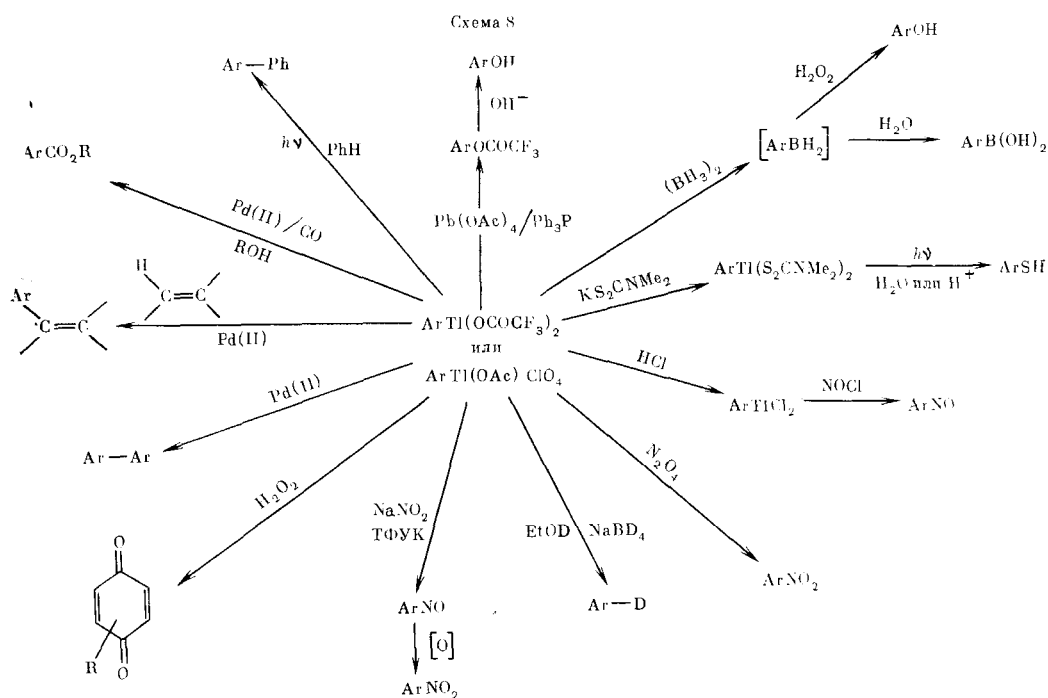 Схема 8
ArOH
H₂O₂
Ar—Ph
ArOH
OH⁻
hν
PhH
ArOCOCF₃
[ArBH₂]
H₂O
ArB(OH)₂
ArCO₂R
(BH₃)₂
Pd(II)/CO
ROH
Pb(OAc)₄/Ph₃P
ArTl(S₂CNMe₂)₂
hν
H₂O или H⁺
ArSH
KS₂CNMe₂
H
Ar
C=C
C=C
Pd(II)
ArTl(OCOCF₃)₂
или
ArTl(OAc)ClO₄
HCl
ArTlCl₂
NOCl
ArNO
Pd(II)
Ar—Ar
H₂O₂
NaNO₂
ТФУК
EtOD
NaBD₄
N₂O₄
O
R
O
ArNO
[O]
ArNO₂
Ar—D
ArNO₂